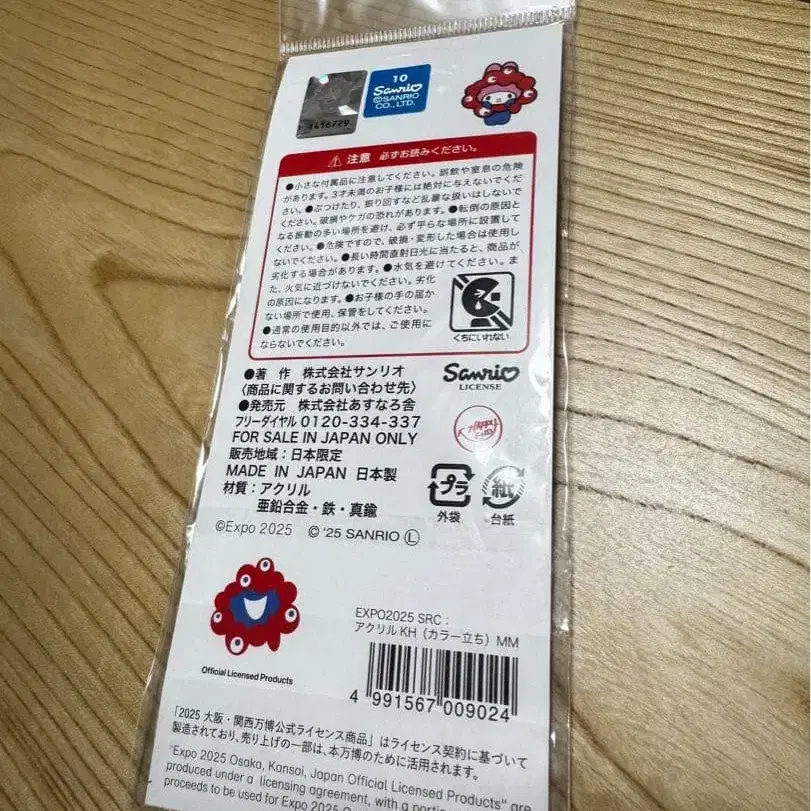 4416729
10
Sanrio
©SANRIO
CO., LTD.
⚠ 注意 必ずお読みください。
●小さな付属品に注意してください。誤飲や窒息の危険
があります。3才未満のお子様には絶対に与えないでくだ
さい。●ぶつけたり、振り回すなど乱暴な扱いはしないで
ください。破損やケガの恐れがあります。●転倒の原因と
なる振動の多い場所を避け、必ず平らな場所に設置して
ください。●危険ですので、破損・変形した場合は使用し
ないでください。●長い時間直射日光に当たると、商品が
劣化する場合があります。●水気を避けてください。ま
た、火気に近づけないでください。劣化
の原因になります。●お子様の手の届か
ない場所で使用、保管をしてください。
●通常の使用目的以外では、ご使用に
ならないでください。
くちにいれない
●著 作 株式会社サンリオ
〈商品に関するお問い合わせ先〉
●発売元 株式会社あすなろ舎
フリーダイヤル 0120-334-337
FOR SALE IN JAPAN ONLY
販売地域：日本限定
MADE IN JAPAN 日本製
材質：アクリル
亜鉛合金・鉄・真鍮
©Expo 2025 © '25 SANRIO Ⓛ
Sanrio
LICENSE
プラ
外袋
紙
台紙
Official Licensed Products
EXPO2025 SRC：
アクリルKH（カラー立ち）MM
4 991567 009024
「2025 大阪・関西万博公式ライセンス商品」はライセンス契約に基づいて
製造されており、売り上げの一部は、本万博のために活用されます。
"Expo 2025 Osaka, Kansai, Japan Official Licensed Products" are
produced under a licensing agreement, with a
proceeds to be used for Expo 2025